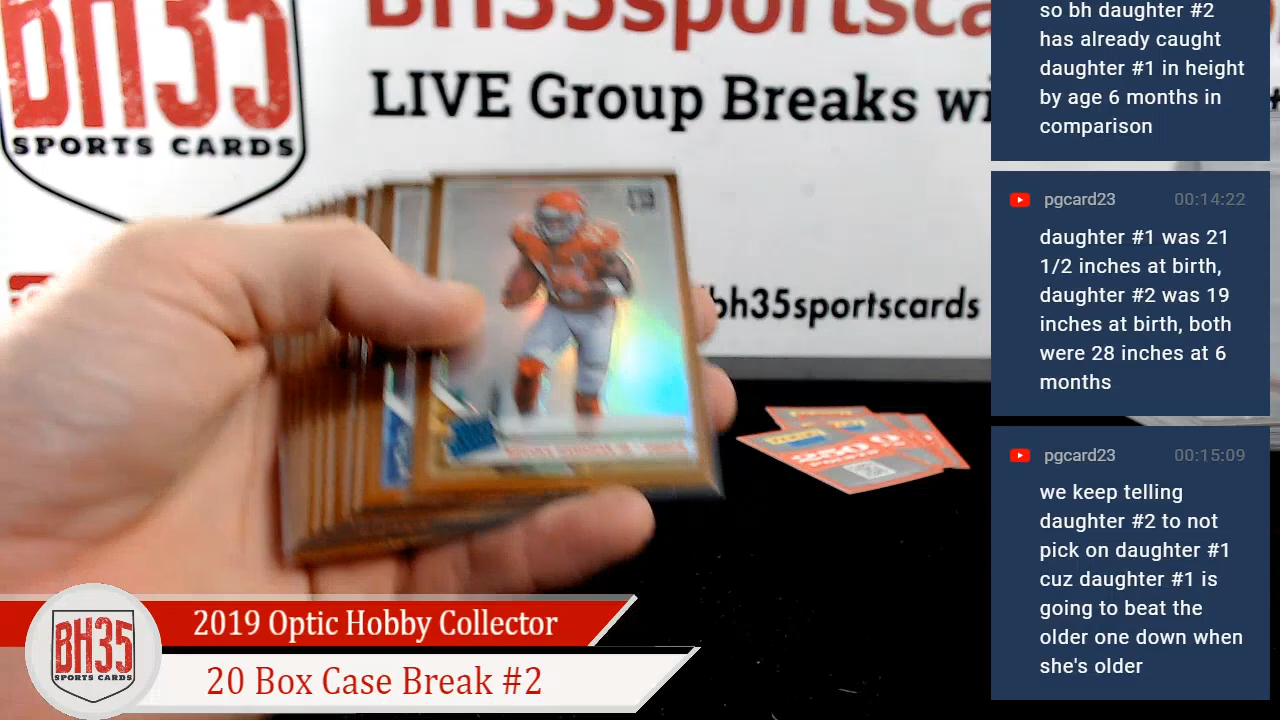 BH35
SPORTS CARDS
BH35sportsca
LIVE Group Breaks wi
bh35sportscards
so bh daughter #2
has already caught
daughter #1 in height
by age 6 months in
comparison
pgcard23 00:14:22
daughter #1 was 21
1/2 inches at birth,
daughter #2 was 19
inches at birth, both
were 28 inches at 6
months
pgcard23 00:15:09
we keep telling
daughter #2 to not
pick on daughter #1
cuz daughter #1 is
going to beat the
older one down when
she's older
BH35
SPORTS CARDS
2019 Optic Hobby Collector
20 Box Case Break #2